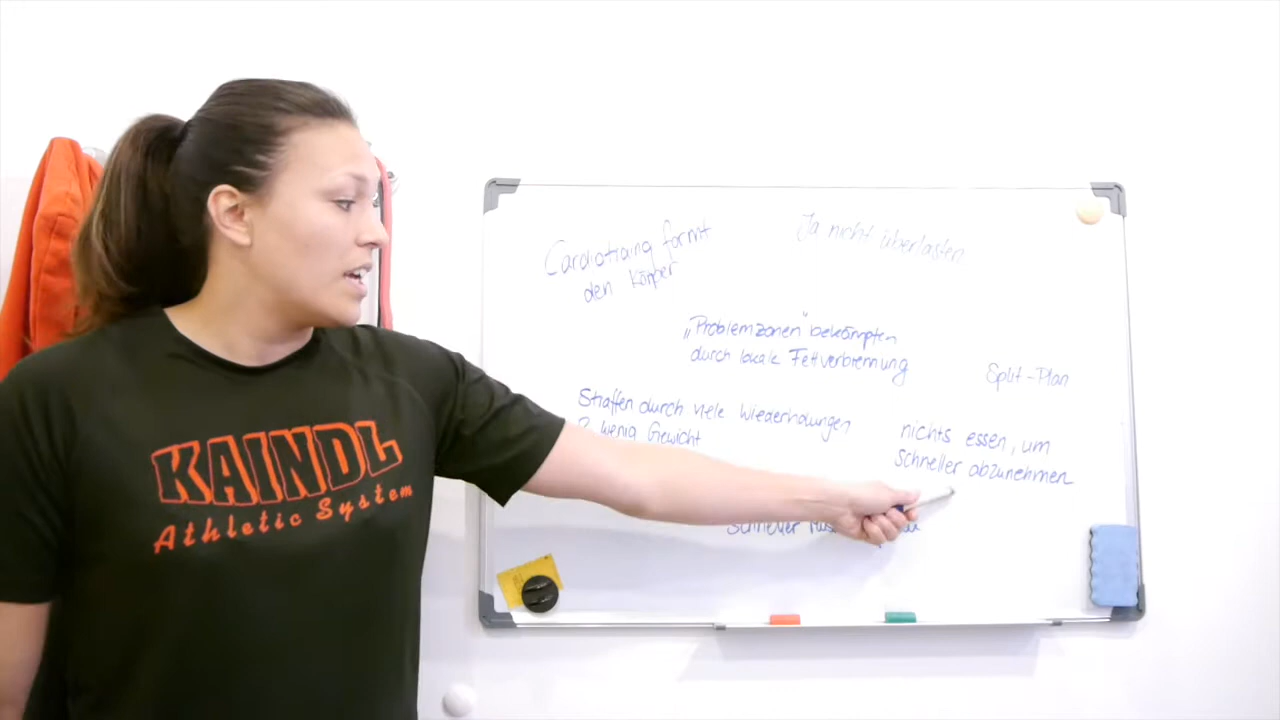 KAINDL
Athletic System
Cardiotraining formt
den Körper
Ja nicht überlasten
„Problemzonen" bekämpfen
durch lokale Fettverbrennung
Split-Plan
Straffen durch viele Wiederholungen
wenig Gewicht
nichts essen, um
schneller abzunehmen
schneller